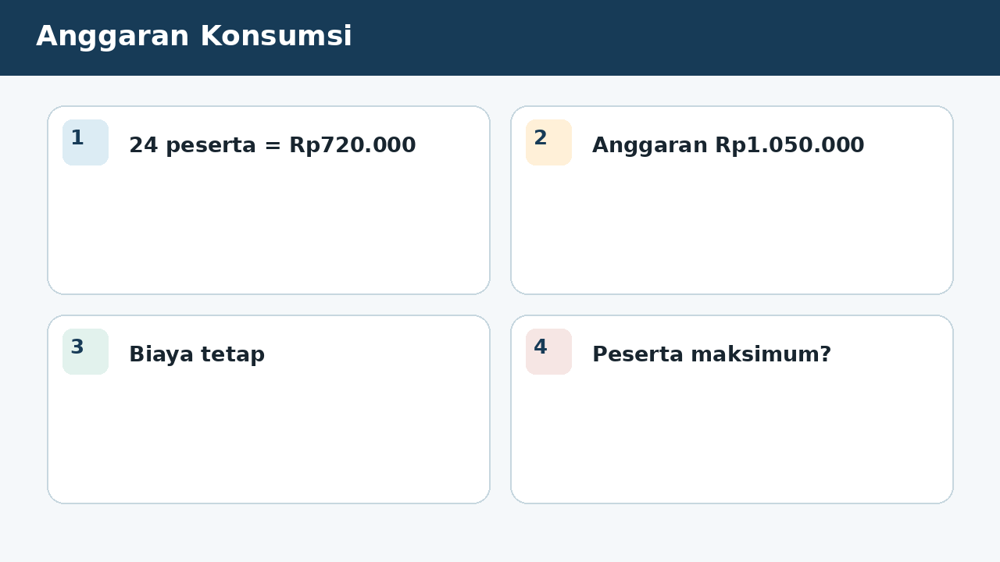 Anggaran Konsumsi
1
24 peserta = Rp720.000
2
Anggaran Rp1.050.000
3
Biaya tetap
4
Peserta maksimum?